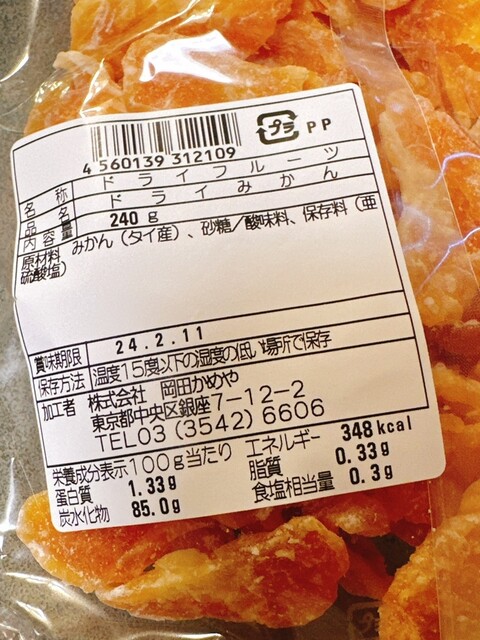 4 560139 312109
プラ PP
名称 ドライフルーツ
品名 ドライみかん
内容量 240g
原材料 みかん（タイ産）、砂糖／酸味料、保存料（亜
硫酸塩）
賞味期限 24.2.11
保存方法 温度15度以下の湿度の低い場所で保存
加工者 株式会社 岡田かめや
東京都中央区銀座7-12-2
TEL03（3542）6606
栄養成分表示100g当たり エネルギー 348kcal
蛋白質 1.33g 脂質 0.33g
炭水化物 85.0g 食塩相当量 0.3g